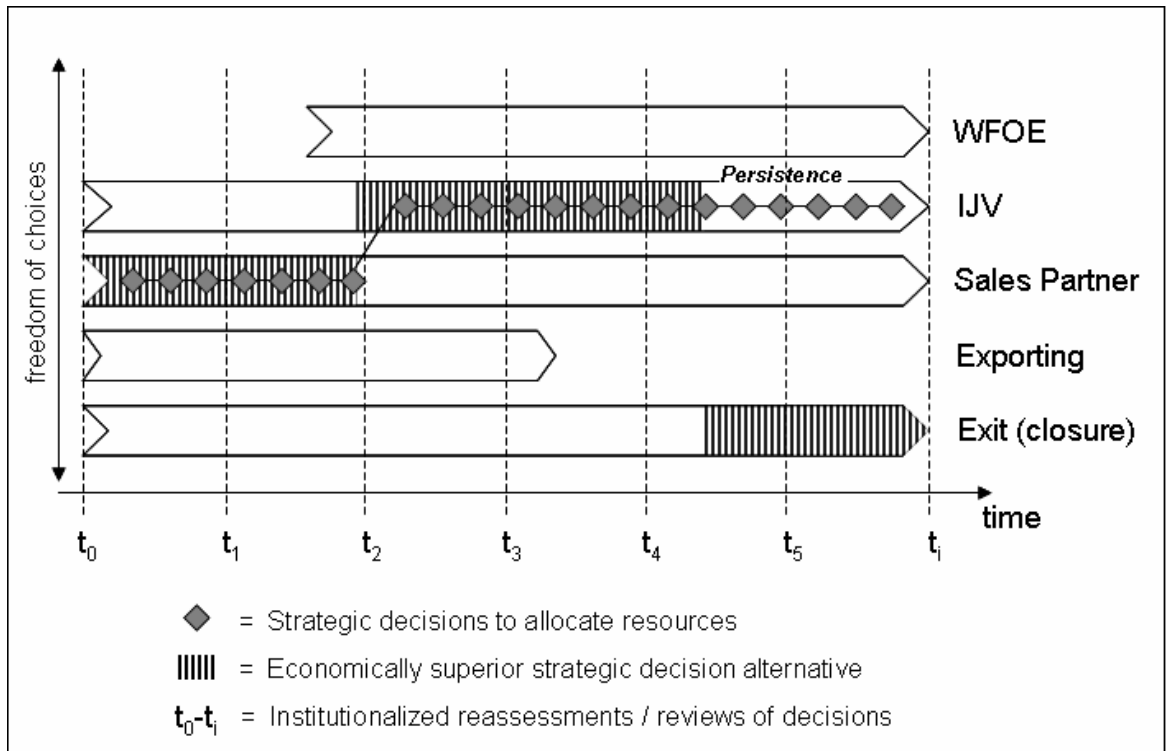 freedom of choices
WFOE
Persistence
IJV
Sales Partner
Exporting
Exit (closure)
time
t0 t1 t2 t3 t4 t5 ti
= Strategic decisions to allocate resources
= Economically superior strategic decision alternative
t0-ti = Institutionalized reassessments / reviews of decisions